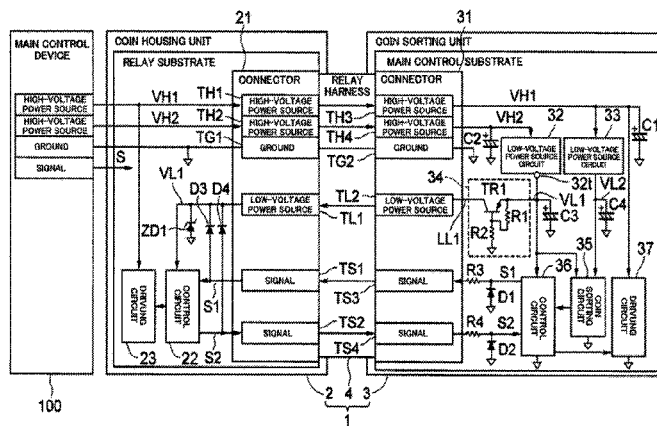 MAIN CONTROL
DEVICE
HIGH-VOLTAGE
POWER SOURCE
HIGH-VOLTAGE
POWER SOURCE
GROUND
SIGNAL
S
100
COIN HOUSING UNIT
RELAY SUBSTRATE
21
CONNECTOR
VH1
VH2
TH1
TH2
TG1
HIGH-VOLTAGE
POWER SOURCE
HIGH-VOLTAGE
POWER SOURCE
GROUND
LOW-VOLTAGE
POWER SOURCE
SIGNAL
SIGNAL
VL1
D3
D4
ZD1
S1
S2
DRIVING
CIRCUIT
CONTROL
CIRCUIT
23
22
RELAY
HARNESS
TH3
TH4
TG2
TL2
TL1
TS1
TS3
TS2
TS4
2
4
3
1
COIN SORTING UNIT
MAIN CONTROL SUBSTRATE
31
CONNECTOR
HIGH-VOLTAGE
POWER SOURCE
HIGH-VOLTAGE
POWER SOURCE
GROUND
LOW-VOLTAGE
POWER SOURCE
SIGNAL
SIGNAL
VH1
VH2
32
33
C1
C2
LOW-VOLTAGE
POWER SOURCE
CIRCUIT
LOW-VOLTAGE
POWER SOURCE
CIRCUIT
32t
34
TR1
R1
R2
LL1
VL1
VL2
C3
C4
R3
S1
D1
R4
S2
D2
36
35
37
CONTROL
CIRCUIT
COIN
SORTING
CIRCUIT
DRIVING
CIRCUIT